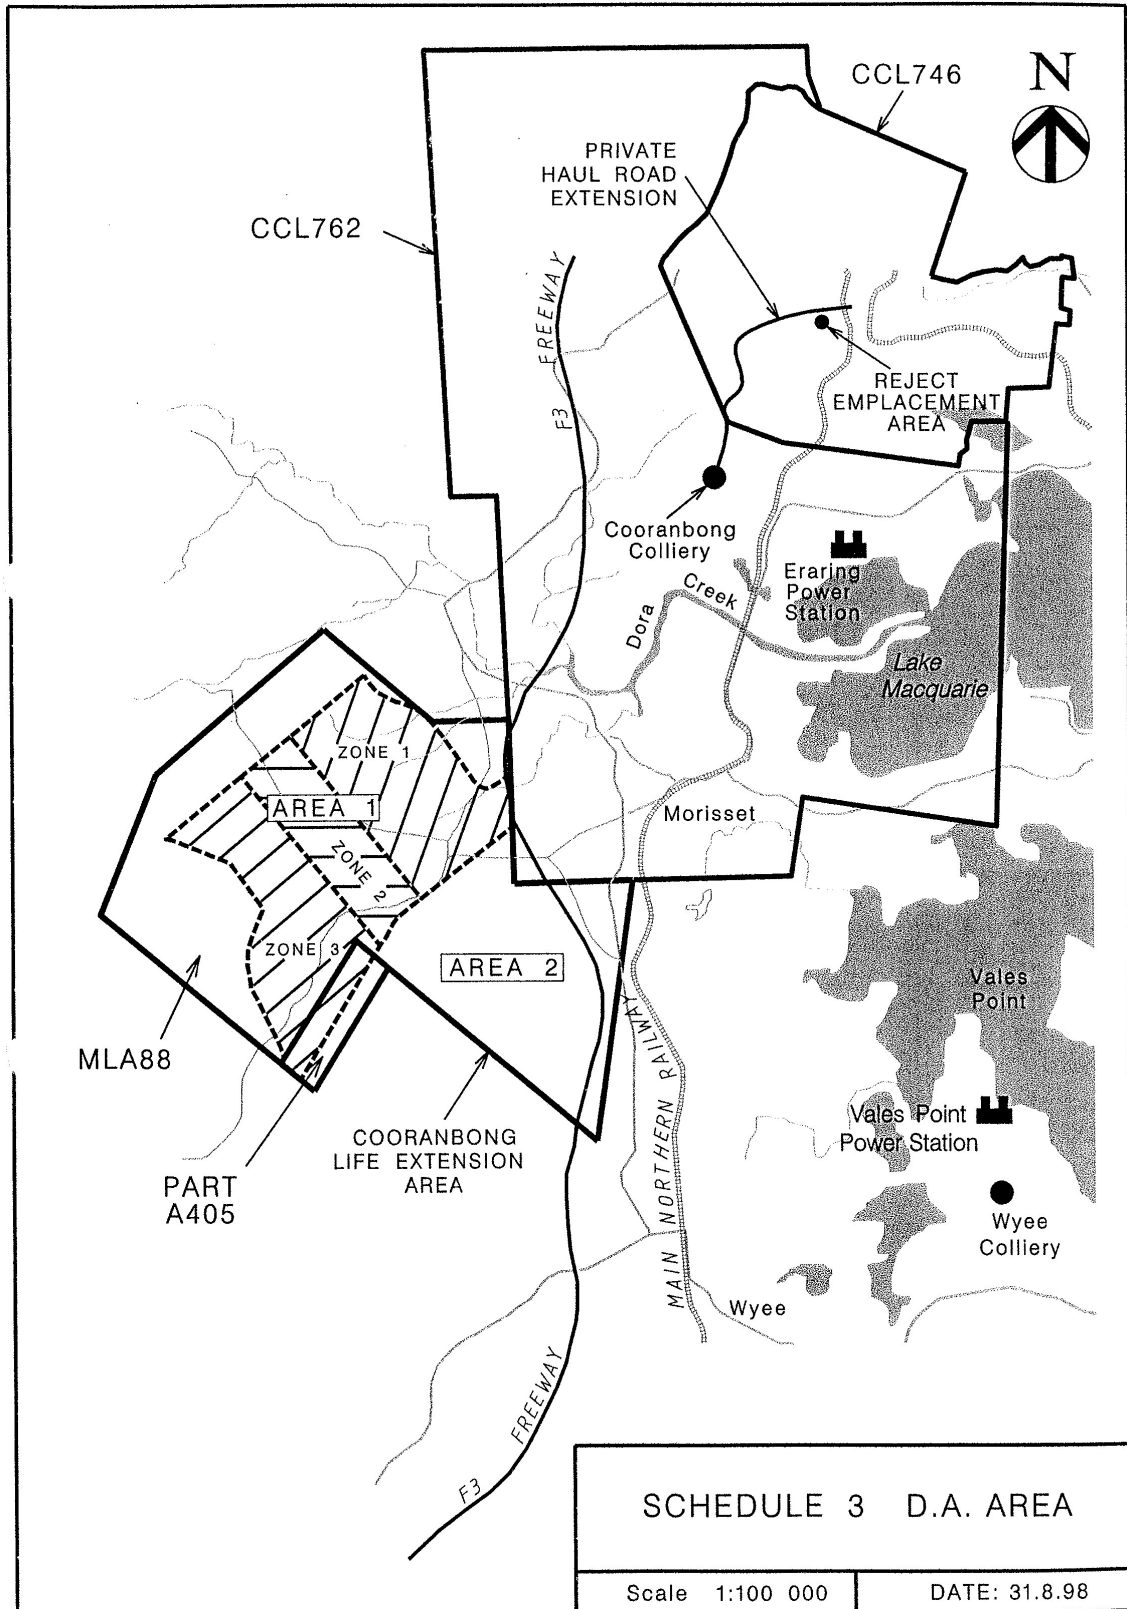 N
CCL746
PRIVATE
HAUL ROAD
EXTENSION
CCL762
FREEWAY
F3
REJECT
EMPLACEMENT
AREA
Cooranbong
Colliery
Eraring
Power
Station
Dora
Creek
Lake
Macquarie
ZONE 1
AREA 1
ZONE 2
ZONE 3
Morisset
AREA 2
Vales
Point
MLA88
MAIN NORTHERN RAILWAY
COORANBONG
LIFE EXTENSION
AREA
PART
A405
Vales Point
Power Station
Wyee
Colliery
Wyee
FREEWAY
F3
SCHEDULE 3 D.A. AREA
Scale 1:100 000
DATE: 31.8.98